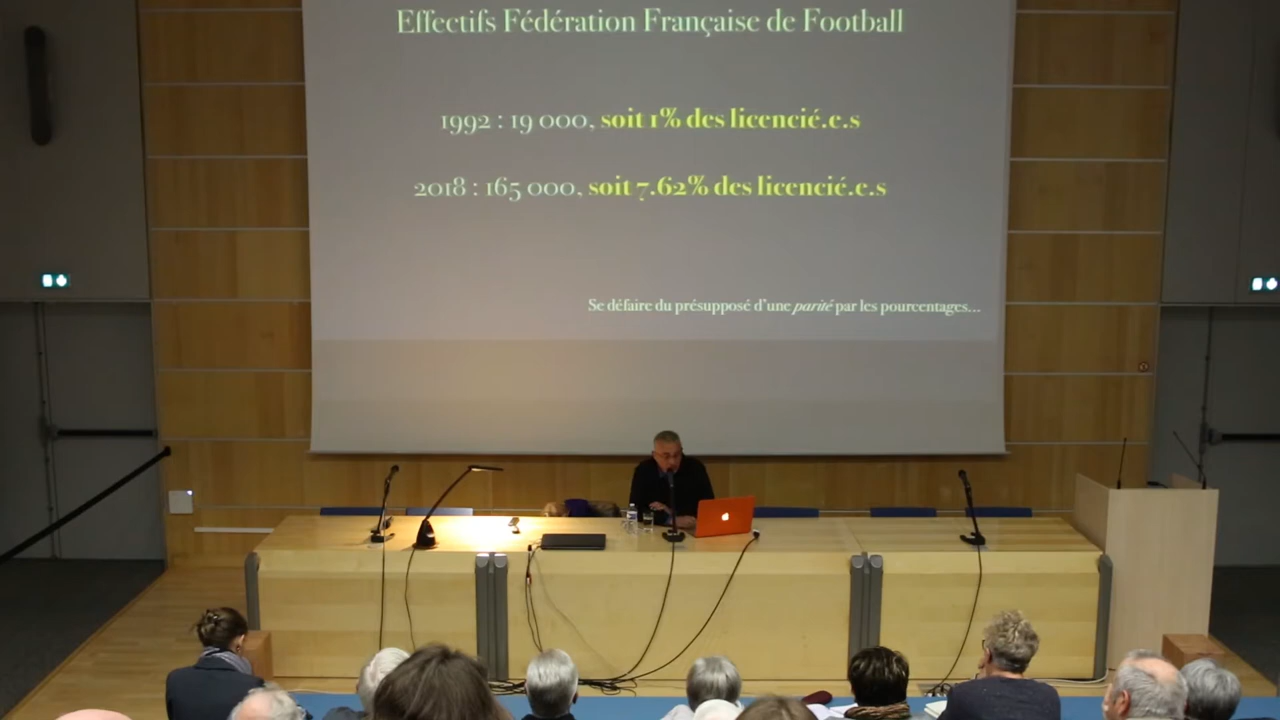 Effectifs Fédération Française de Football
1992 : 19 000, soit 1% des licencié.e.s
2018 : 165 000, soit 7.62% des licencié.e.s
Se défaire du présupposé d'une parité par les pourcentages...